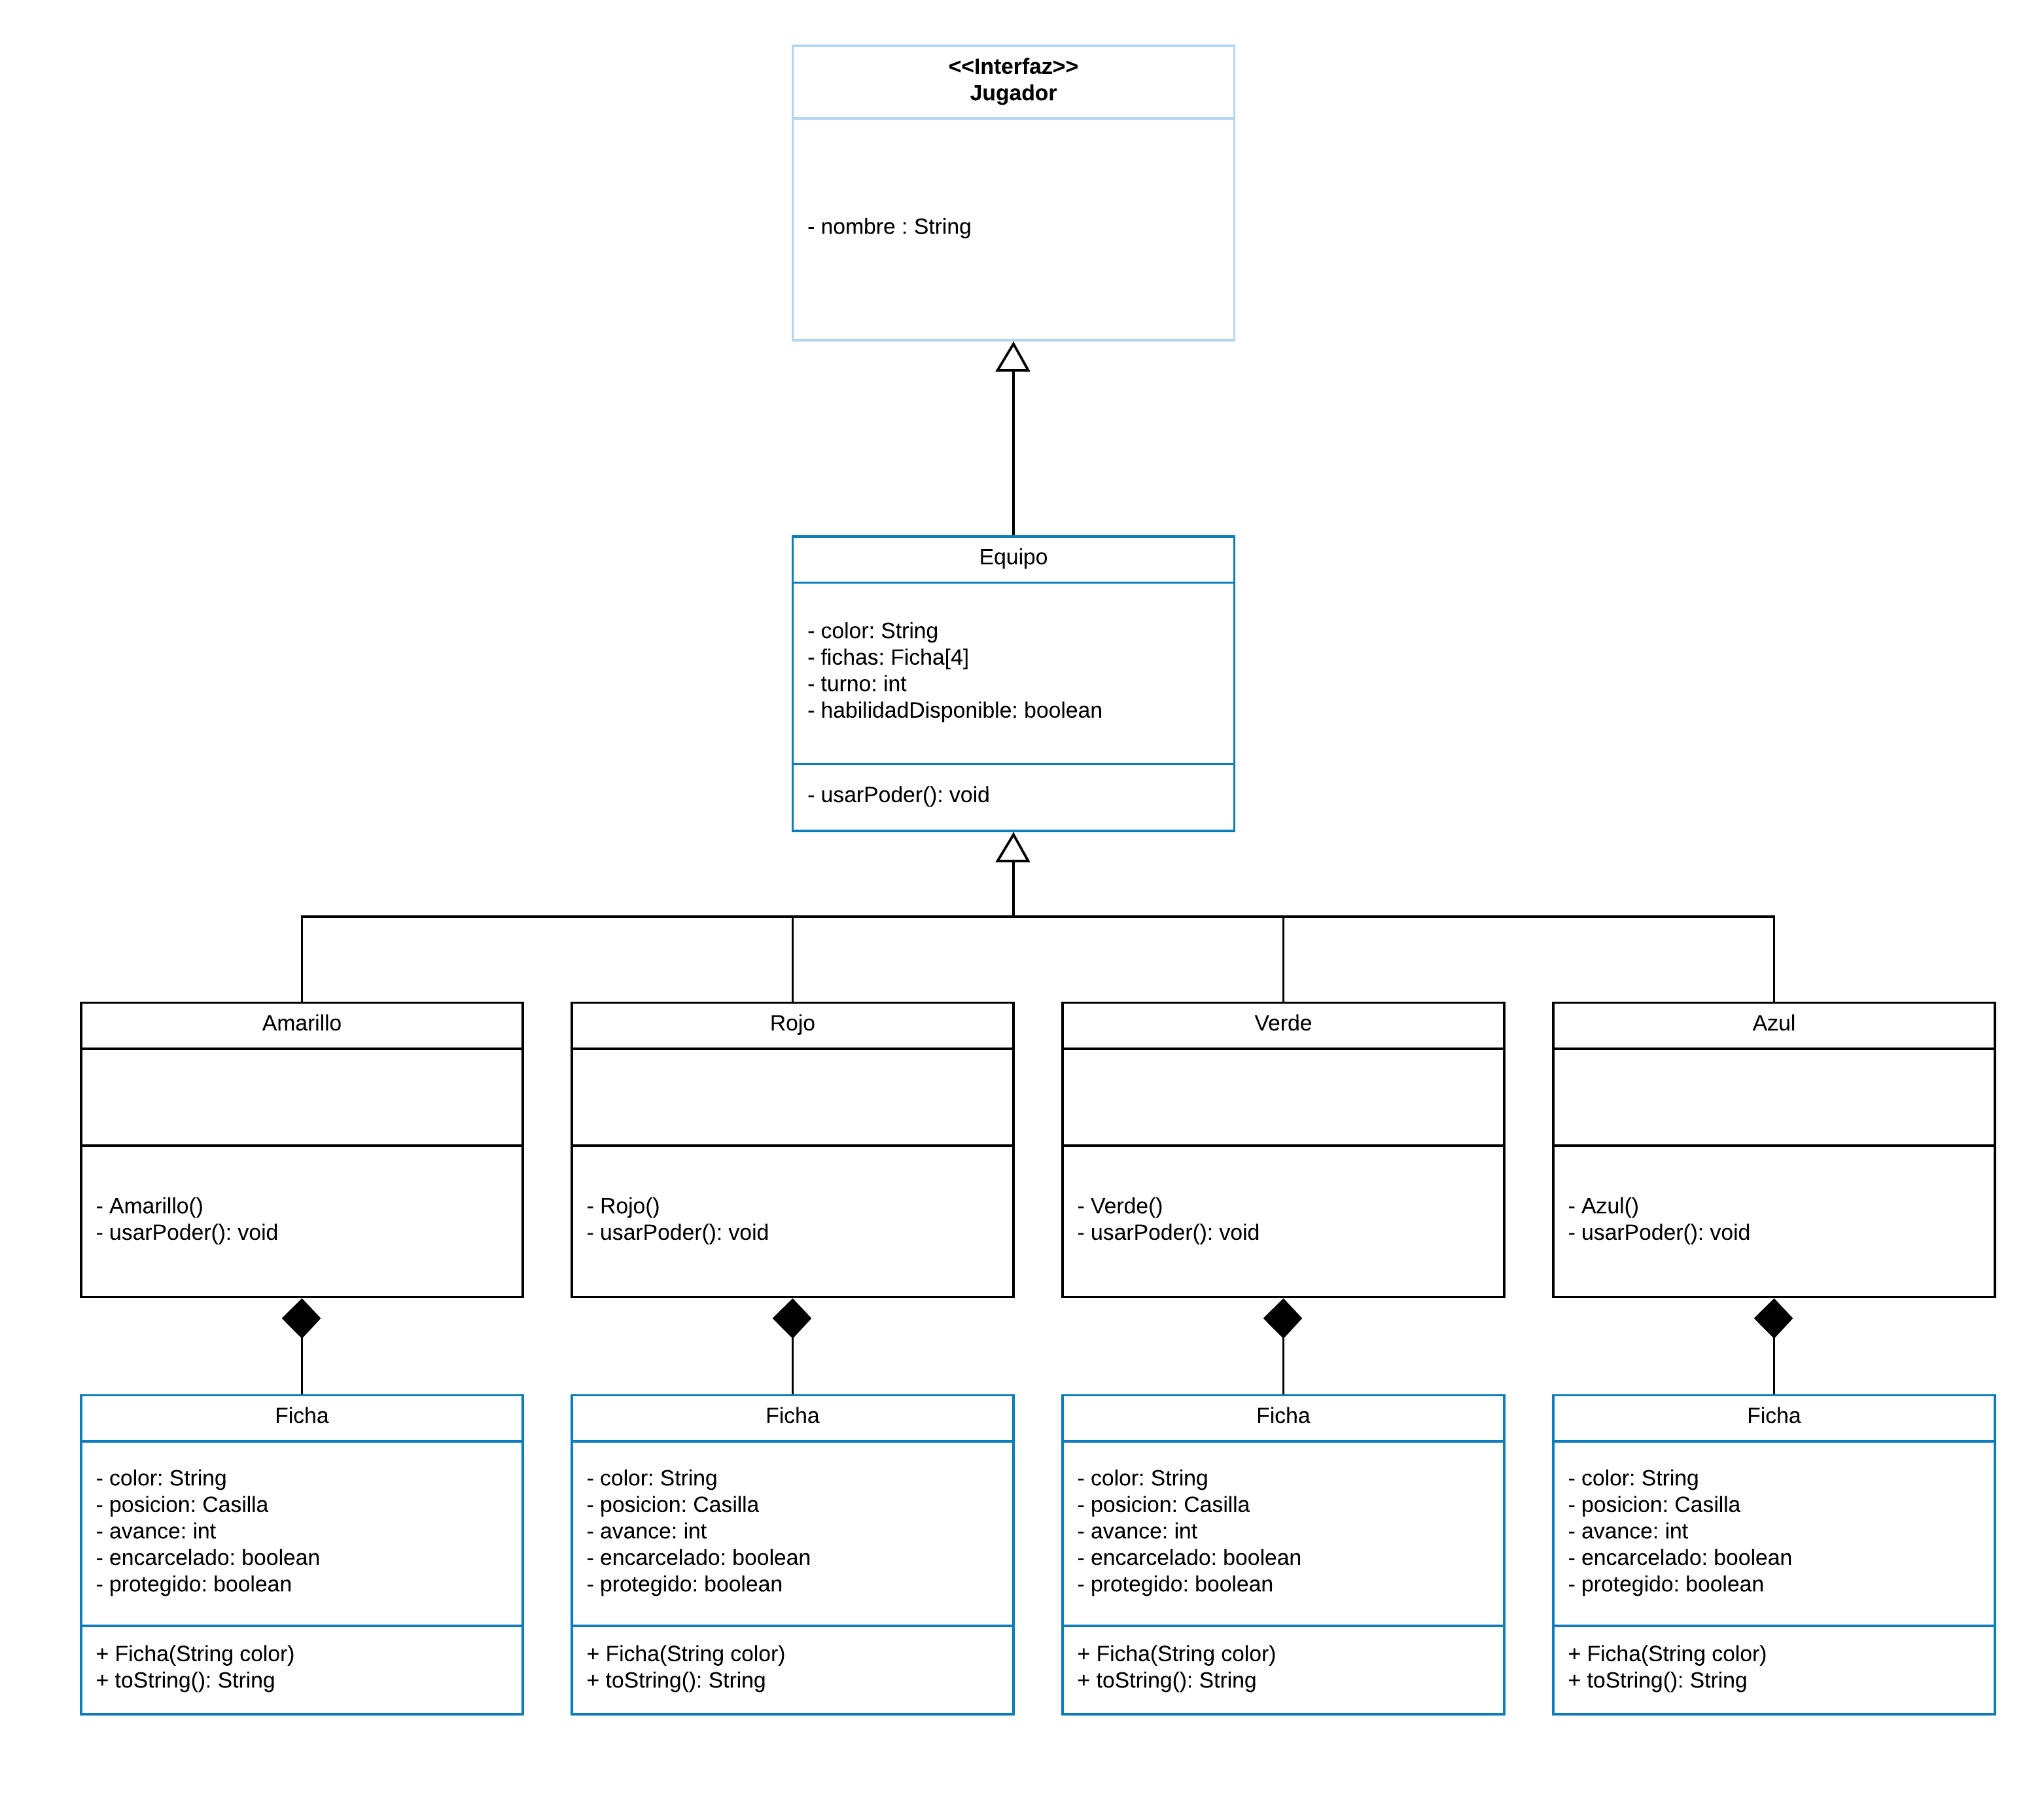 <<Interfaz>>
Jugador
- nombre : String
Equipo
- color: String
- fichas: Ficha[4]
- turno: int
- habilidadDisponible: boolean
- usarPoder(): void
Amarillo
- Amarillo()
- usarPoder(): void
Rojo
- Rojo()
- usarPoder(): void
Verde
- Verde()
- usarPoder(): void
Azul
- Azul()
- usarPoder(): void
Ficha
- color: String
- posicion: Casilla
- avance: int
- encarcelado: boolean
- protegido: boolean
+ Ficha(String color)
+ toString(): String
Ficha
- color: String
- posicion: Casilla
- avance: int
- encarcelado: boolean
- protegido: boolean
+ Ficha(String color)
+ toString(): String
Ficha
- color: String
- posicion: Casilla
- avance: int
- encarcelado: boolean
- protegido: boolean
+ Ficha(String color)
+ toString(): String
Ficha
- color: String
- posicion: Casilla
- avance: int
- encarcelado: boolean
- protegido: boolean
+ Ficha(String color)
+ toString(): String